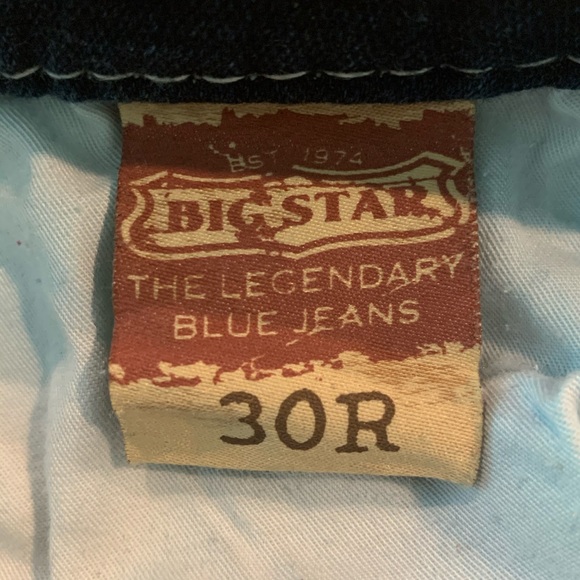 EST 1974
BIG STAR
THE LEGENDARY
BLUE JEANS
30R